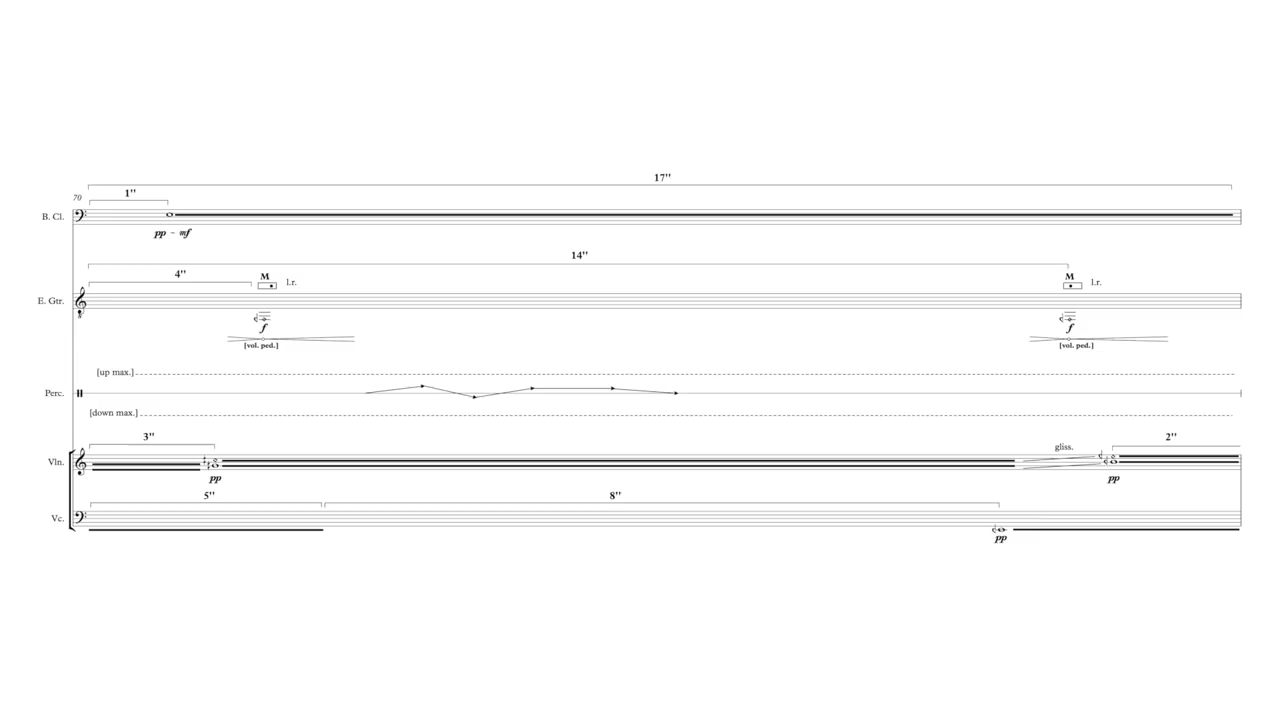 17"
70
1"
B. Cl.
pp - mf
14"
4"
M
l.r.
M
l.r.
E. Gtr.
8
f
f
[vol. ped.]
[vol. ped.]
[up max.]
Perc.
[down max.]
3"
gliss.
2"
Vln.
pp
pp
5"
8"
Vc.
pp